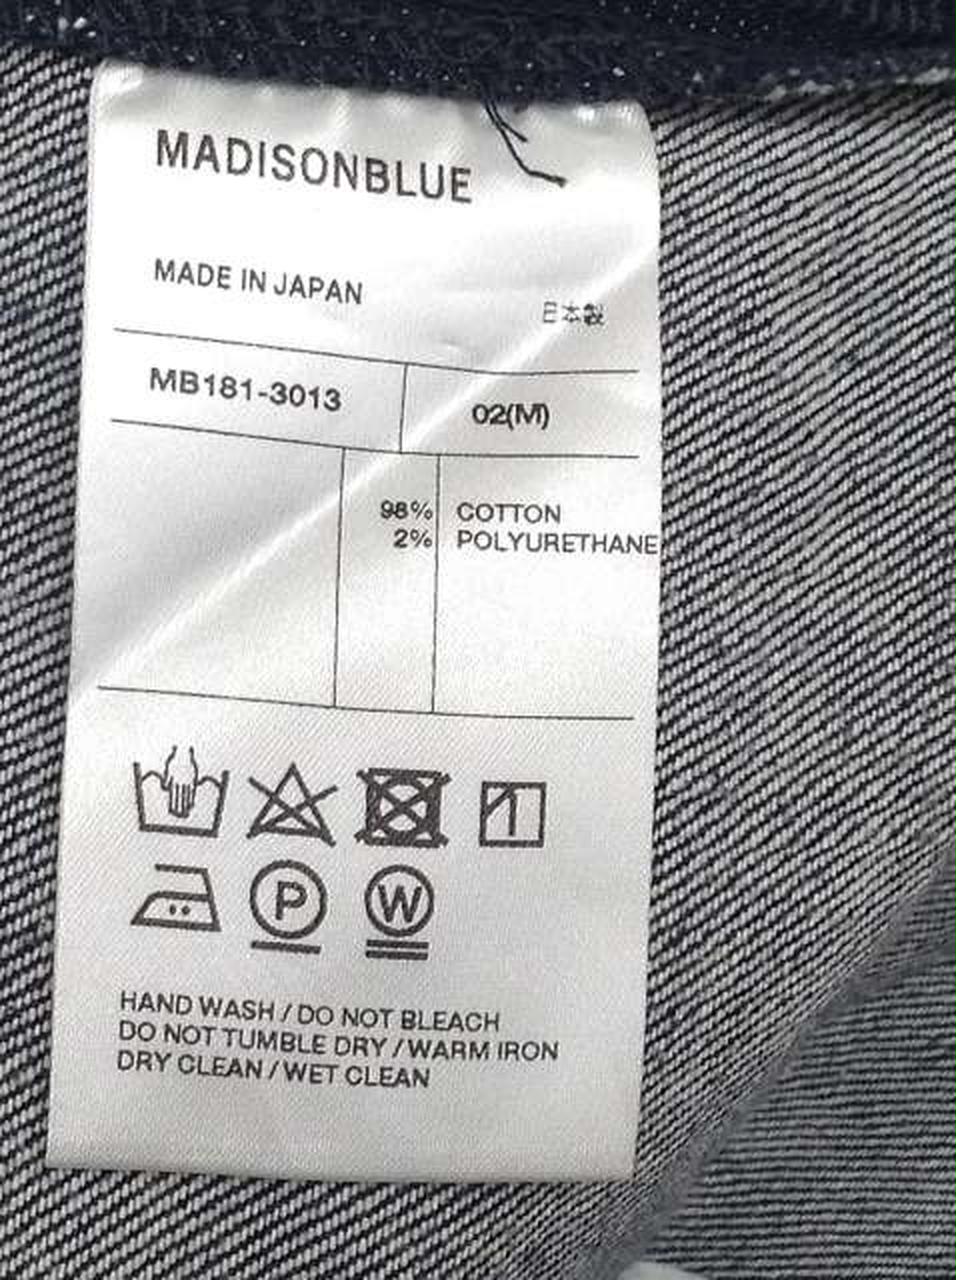 MADISONBLUE
MADE IN JAPAN
日本製
MB181-3013
02(M)
98% COTTON
2% POLYURETHANE
P
W
HAND WASH / DO NOT BLEACH
DO NOT TUMBLE DRY / WARM IRON
DRY CLEAN / WET CLEAN